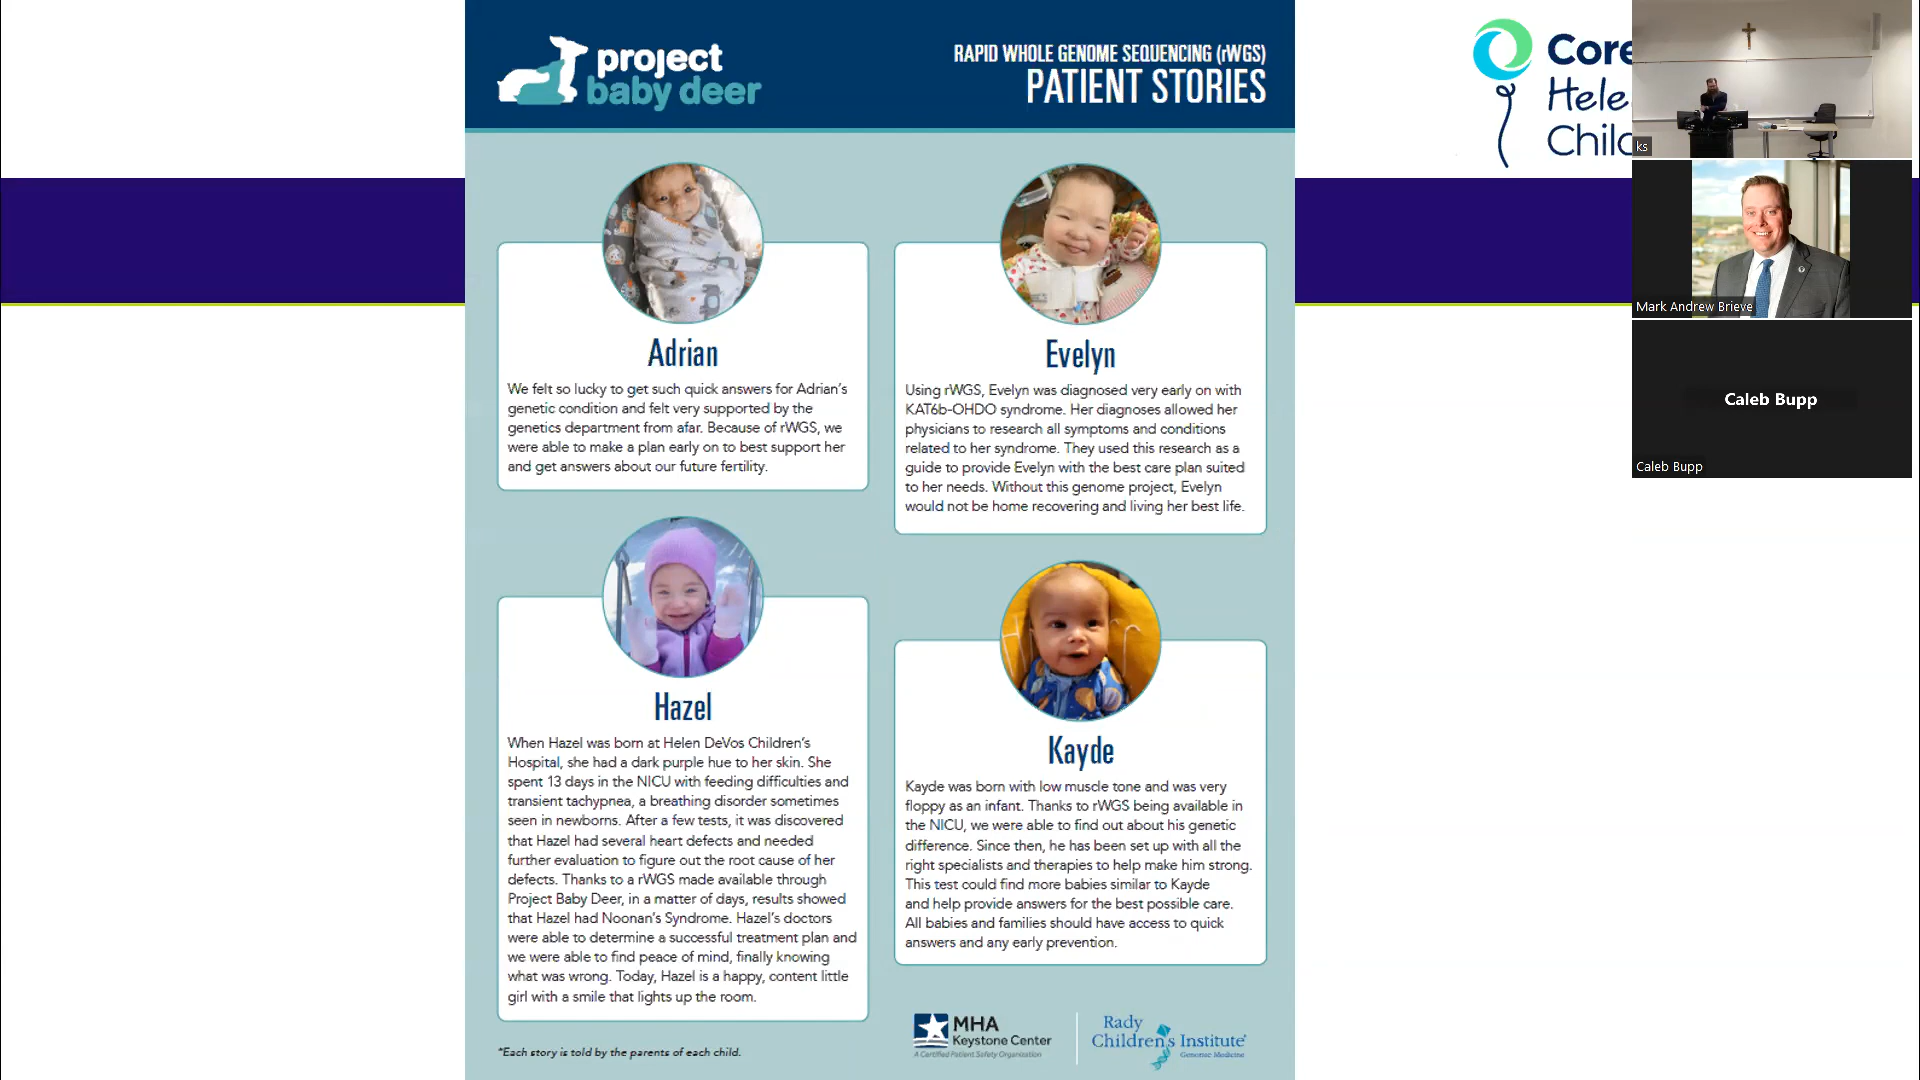 project
baby deer
RAPID WHOLE GENOME SEQUENCING (rWGS)
PATIENT STORIES
Adrian
We felt so lucky to get such quick answers for Adrian's
genetic condition and felt very supported by the
genetics department from afar. Because of rWGS, we
were able to make a plan early on to best support her
and get answers about our future fertility.
Evelyn
Using rWGS, Evelyn was diagnosed very early on with
KAT6b-OHDO syndrome. Her diagnoses allowed her
physicians to research all symptoms and conditions
related to her syndrome. They used this research as a
guide to provide Evelyn with the best care plan suited
to her needs. Without this genome project, Evelyn
would not be home recovering and living her best life.
Hazel
When Hazel was born at Helen DeVos Children's
Hospital, she had a dark purple hue to her skin. She
spent 13 days in the NICU with feeding difficulties and
transient tachypnea, a breathing disorder sometimes
seen in newborns. After a few tests, it was discovered
that Hazel had several heart defects and needed
further evaluation to figure out the root cause of her
defects. Thanks to a rWGS made available through
Project Baby Deer, in a matter of days, results showed
that Hazel had Noonan's Syndrome. Hazel's doctors
were able to determine a successful treatment plan and
we were able to find peace of mind, finally knowing
what was wrong. Today, Hazel is a happy, content little
girl with a smile that lights up the room.
Kayde
Kayde was born with low muscle tone and was very
floppy as an infant. Thanks to rWGS being available in
the NICU, we were able to find out about his genetic
difference. Since then, he has been set up with all the
right specialists and therapies to help make him strong.
This test could find more babies similar to Kayde
and help provide answers for the best possible care.
All babies and families should have access to quick
answers and any early prevention.
*Each story is told by the parents of each child.
MHA
Keystone Center
A Certified Patient Safety Organization
Rady
Children's Institute
Genomic Medicine
Core
Hele
Chil
ks
Mark Andrew Brieve
Caleb Bupp
Caleb Bupp